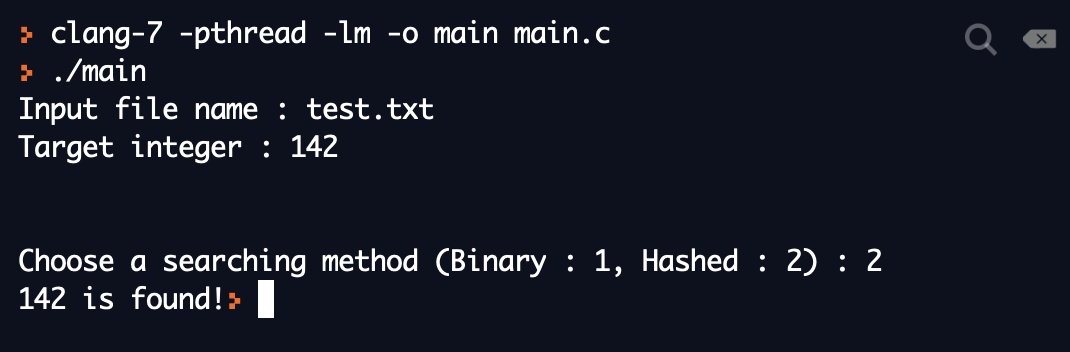 clang-7 -pthread -lm -o main main.c
./main
Input file name : test.txt
Target integer : 142
Choose a searching method (Binary : 1, Hashed : 2) : 2
142 is found!